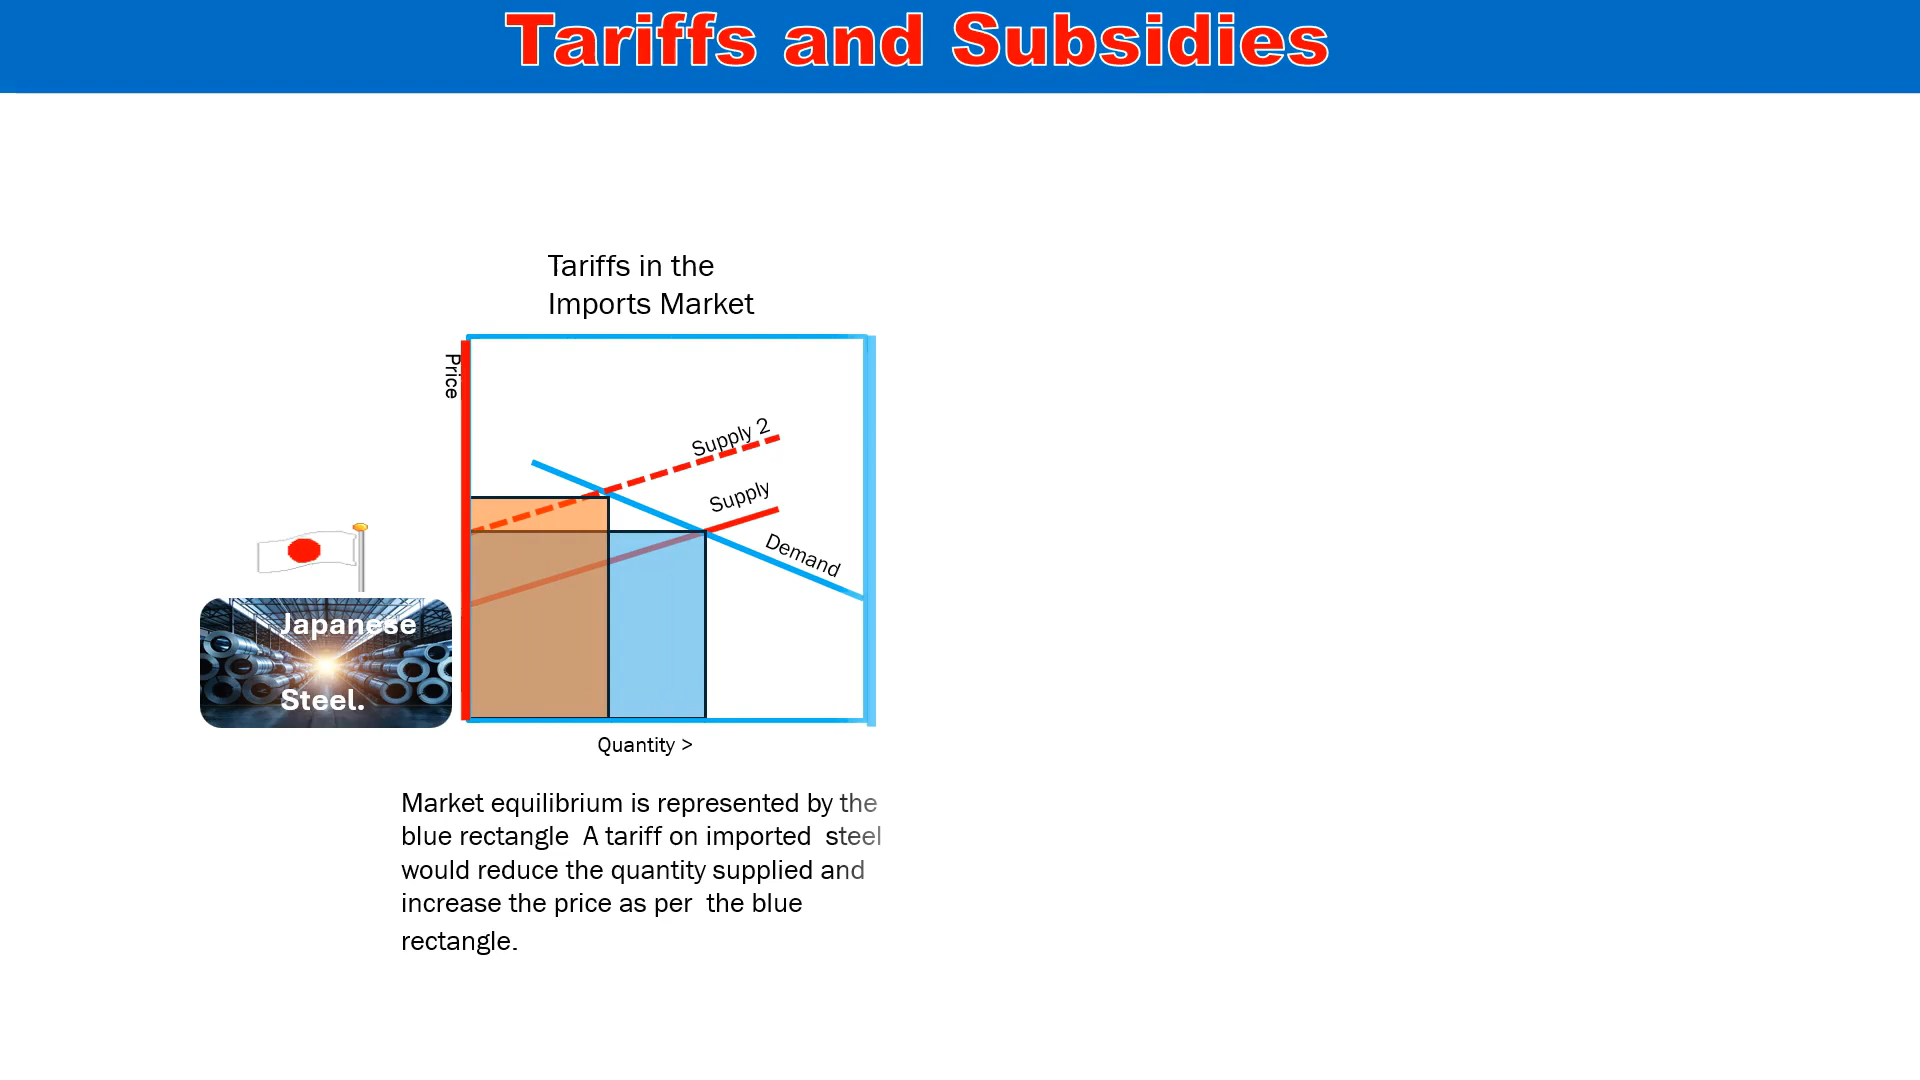 Tariffs and Subsidies
Tariffs in the
Imports Market
Price
Supply 2
Supply
Demand
Japanese
Steel.
Quantity >
Market equilibrium is represented by the
blue rectangle  A tariff on imported  steel
would reduce the quantity supplied and
increase the price as per  the blue
rectangle.